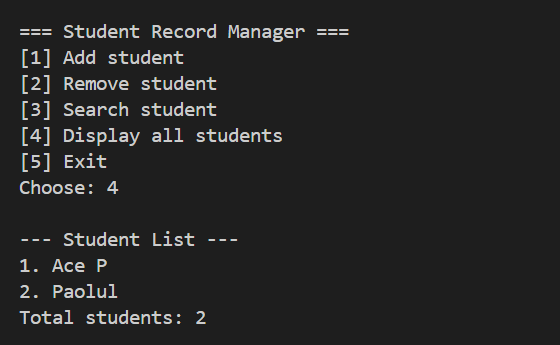 === Student Record Manager ===
[1] Add student
[2] Remove student
[3] Search student
[4] Display all students
[5] Exit
Choose: 4
--- Student List ---
1. Ace P
2. Paolul
Total students: 2